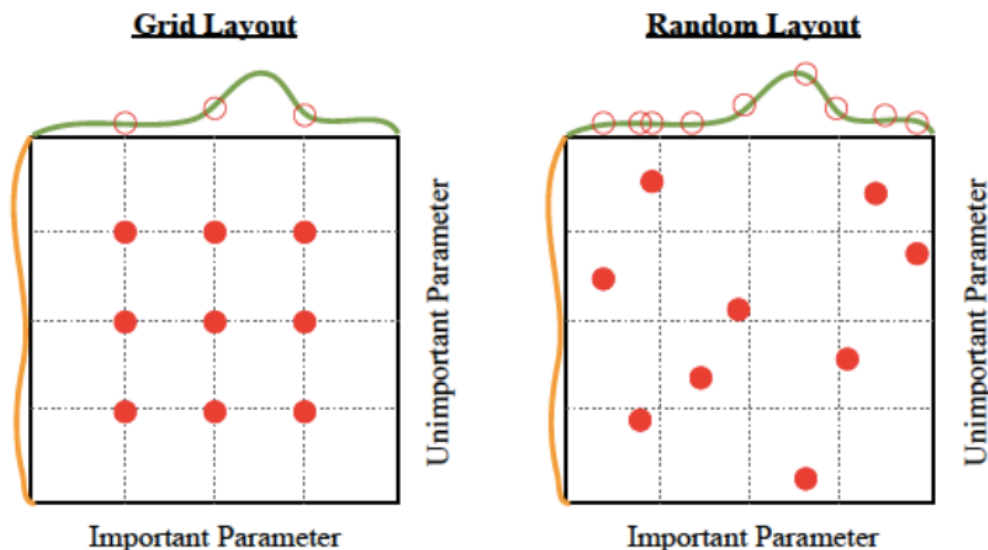 Grid Layout
Unimportant Parameter
Important Parameter
Random Layout
Unimportant Parameter
Important Parameter